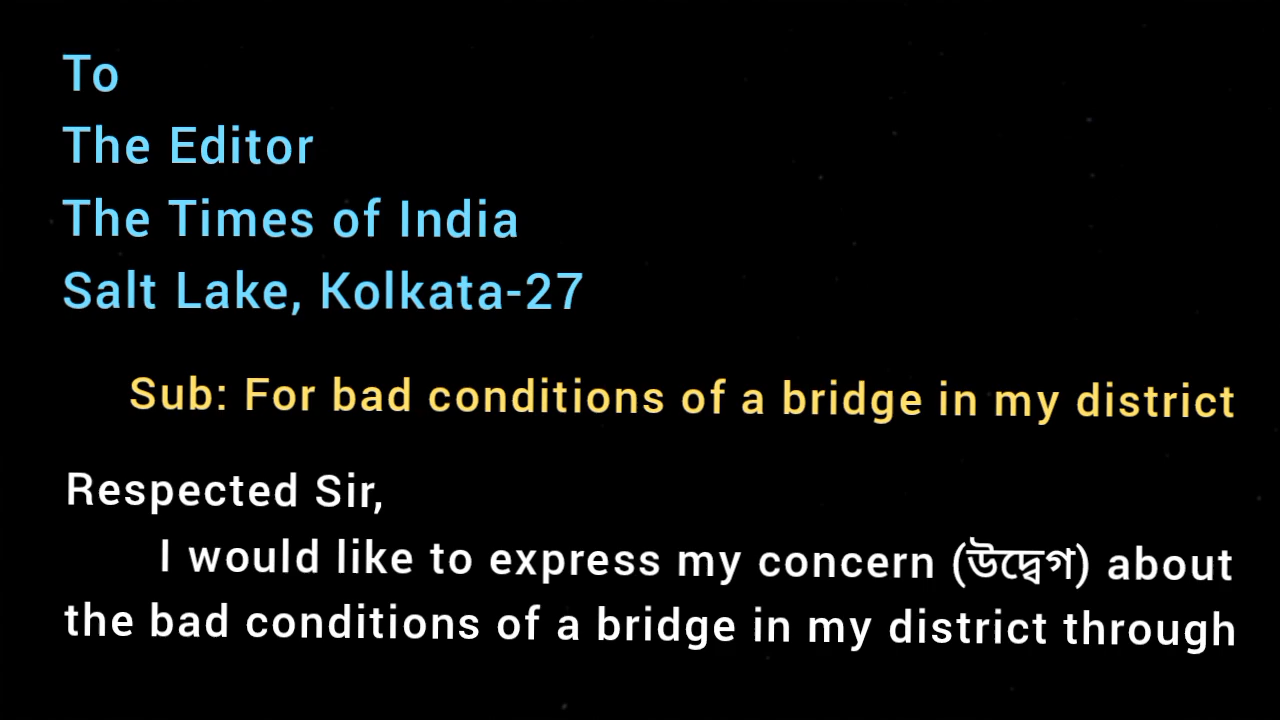 To
The Editor
The Times of India
Salt Lake, Kolkata-27
Sub: For bad conditions of a bridge in my district
Respected Sir,
I would like to express my concern (উদ্বেগ) about
the bad conditions of a bridge in my district through